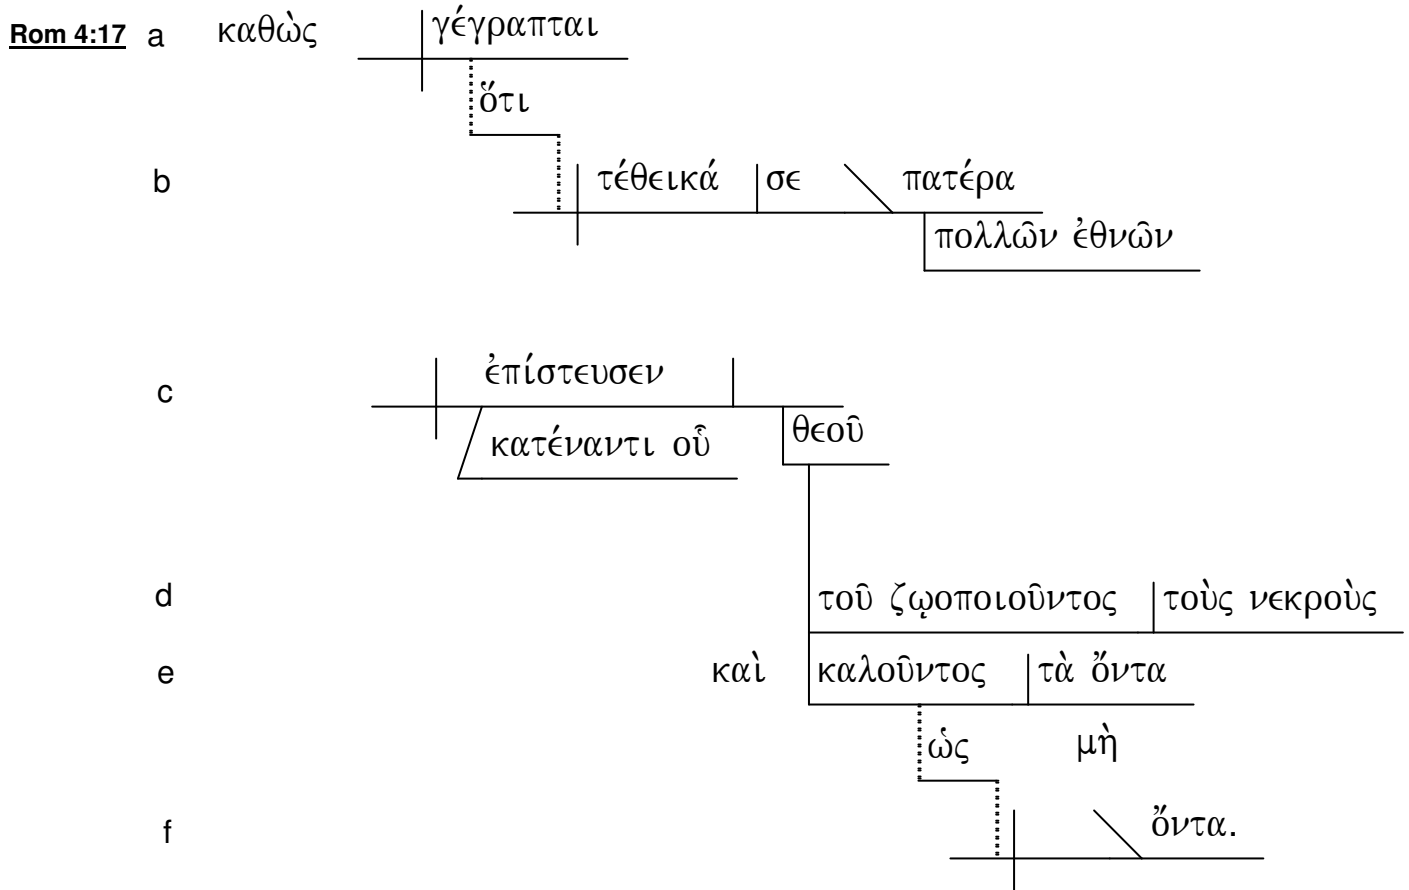 Rom 4:17 a καθὼς γέγραπται
ὅτι
b τέθεικά σε πατέρα
πολλῶν ἐθνῶν
c ἐπίστευσεν
κατέναντι οὗ θεοῦ
d τοῦ ζῳοποιοῦντος τοὺς νεκροὺς
e καὶ καλοῦντος τὰ ὄντα
ὡς μὴ
f ὄντα.